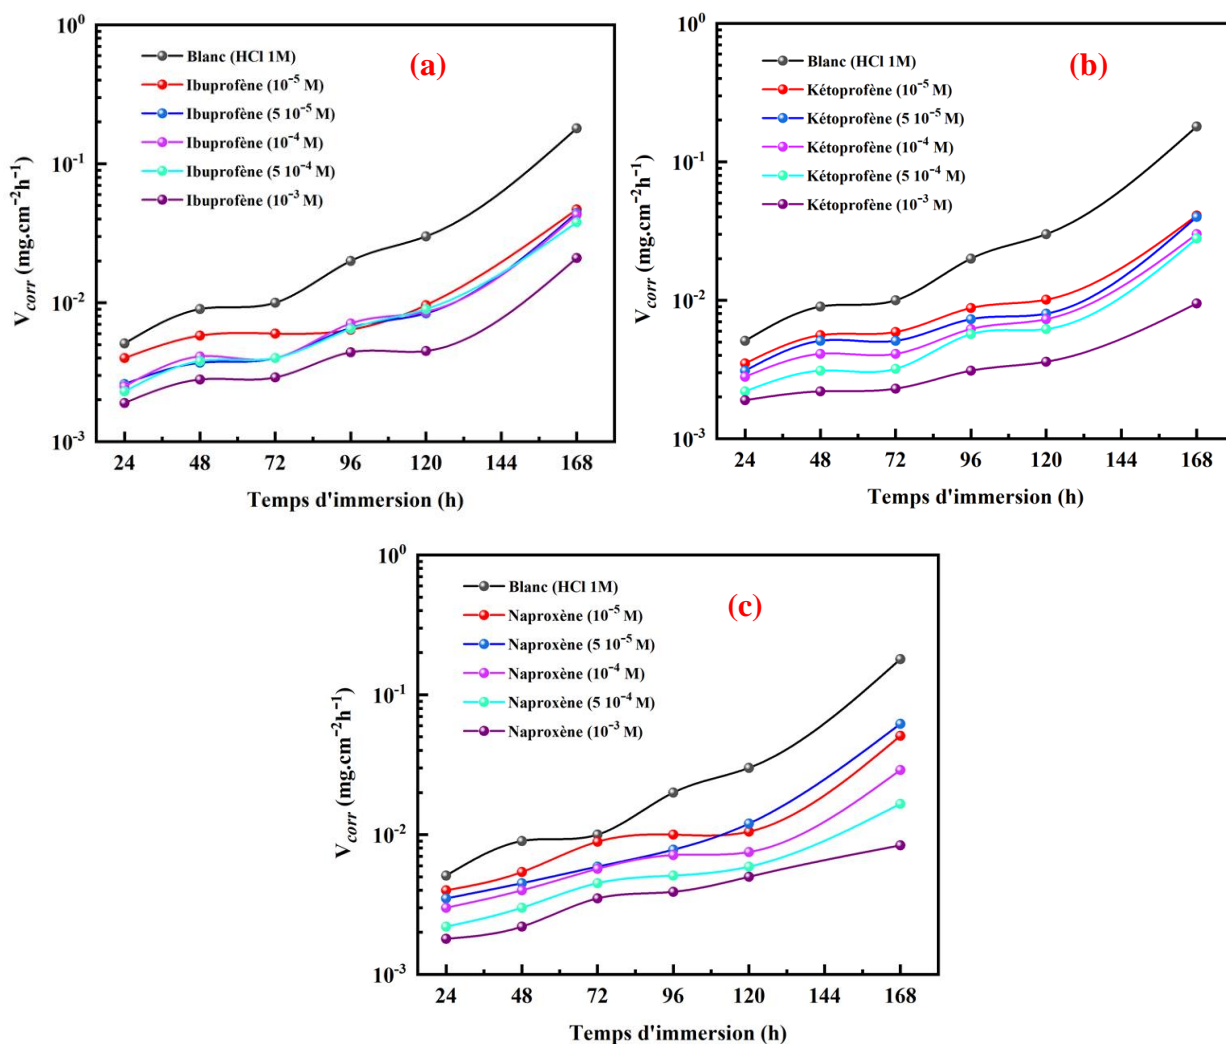 (a)
Blanc (HCl 1M)
Ibuprofène (10⁻⁵ M)
Ibuprofène (5 10⁻⁵ M)
Ibuprofène (10⁻⁴ M)
Ibuprofène (5 10⁻⁴ M)
Ibuprofène (10⁻³ M)
10⁰
10⁻¹
10⁻²
10⁻³
V_corr (mg.cm⁻²h⁻¹)
24 48 72 96 120 144 168
Temps d'immersion (h)
(b)
Blanc (HCl 1M)
Kétoprofène (10⁻⁵ M)
Kétoprofène (5 10⁻⁵ M)
Kétoprofène (10⁻⁴ M)
Kétoprofène (5 10⁻⁴ M)
Kétoprofène (10⁻³ M)
10⁰
10⁻¹
10⁻²
10⁻³
V_corr (mg.cm⁻²h⁻¹)
24 48 72 96 120 144 168
Temps d'immersion (h)
(c)
Blanc (HCl 1M)
Naproxène (10⁻⁵ M)
Naproxène (5 10⁻⁵ M)
Naproxène (10⁻⁴ M)
Naproxène (5 10⁻⁴ M)
Naproxène (10⁻³ M)
10⁰
10⁻¹
10⁻²
10⁻³
V_corr (mg.cm⁻²h⁻¹)
24 48 72 96 120 144 168
Temps d'immersion (h)